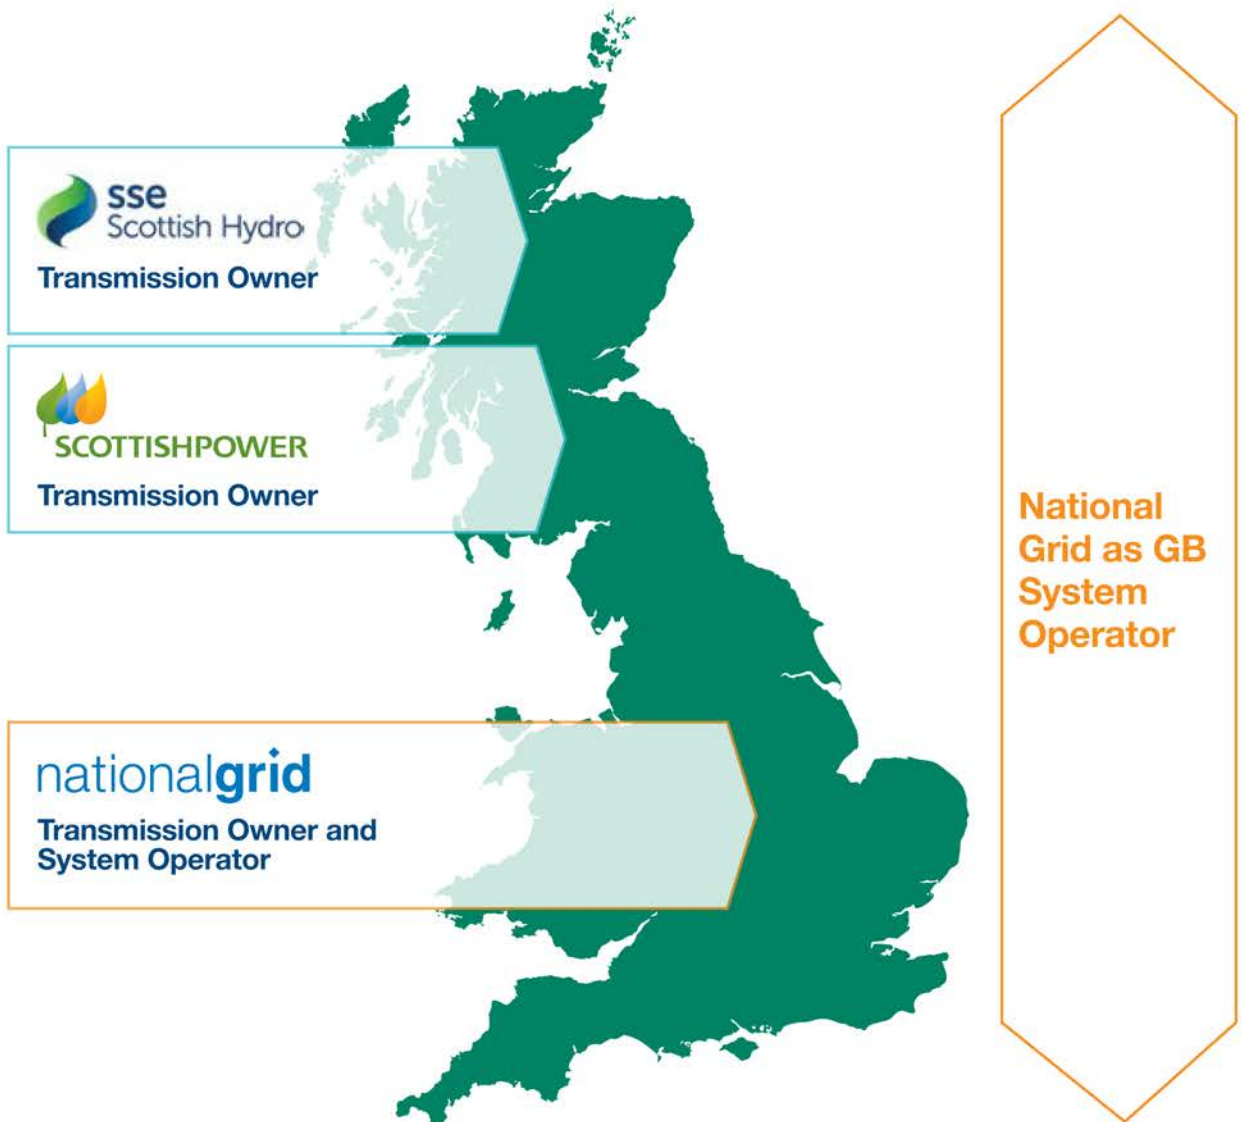 sse
Scottish Hydro
Transmission Owner
SCOTTISHPOWER
Transmission Owner
nationalgrid
Transmission Owner and
System Operator
National
Grid as GB
System
Operator